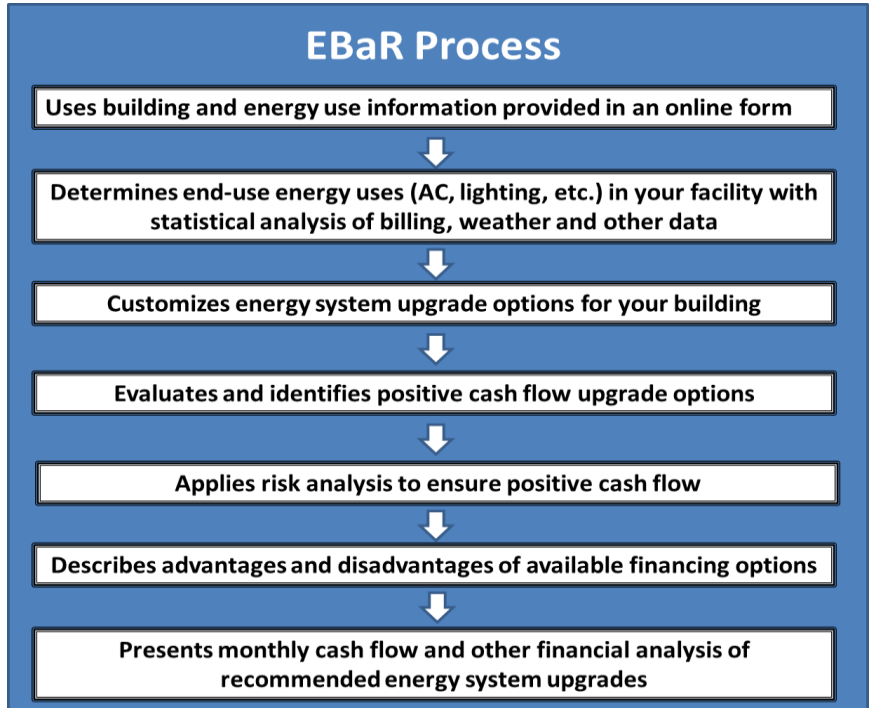 EBaR Process
Uses building and energy use information provided in an online form
Determines end-use energy uses (AC, lighting, etc.) in your facility with
statistical analysis of billing, weather and other data
Customizes energy system upgrade options for your building
Evaluates and identifies positive cash flow upgrade options
Applies risk analysis to ensure positive cash flow
Describes advantages and disadvantages of available financing options
Presents monthly cash flow and other financial analysis of
recommended energy system upgrades